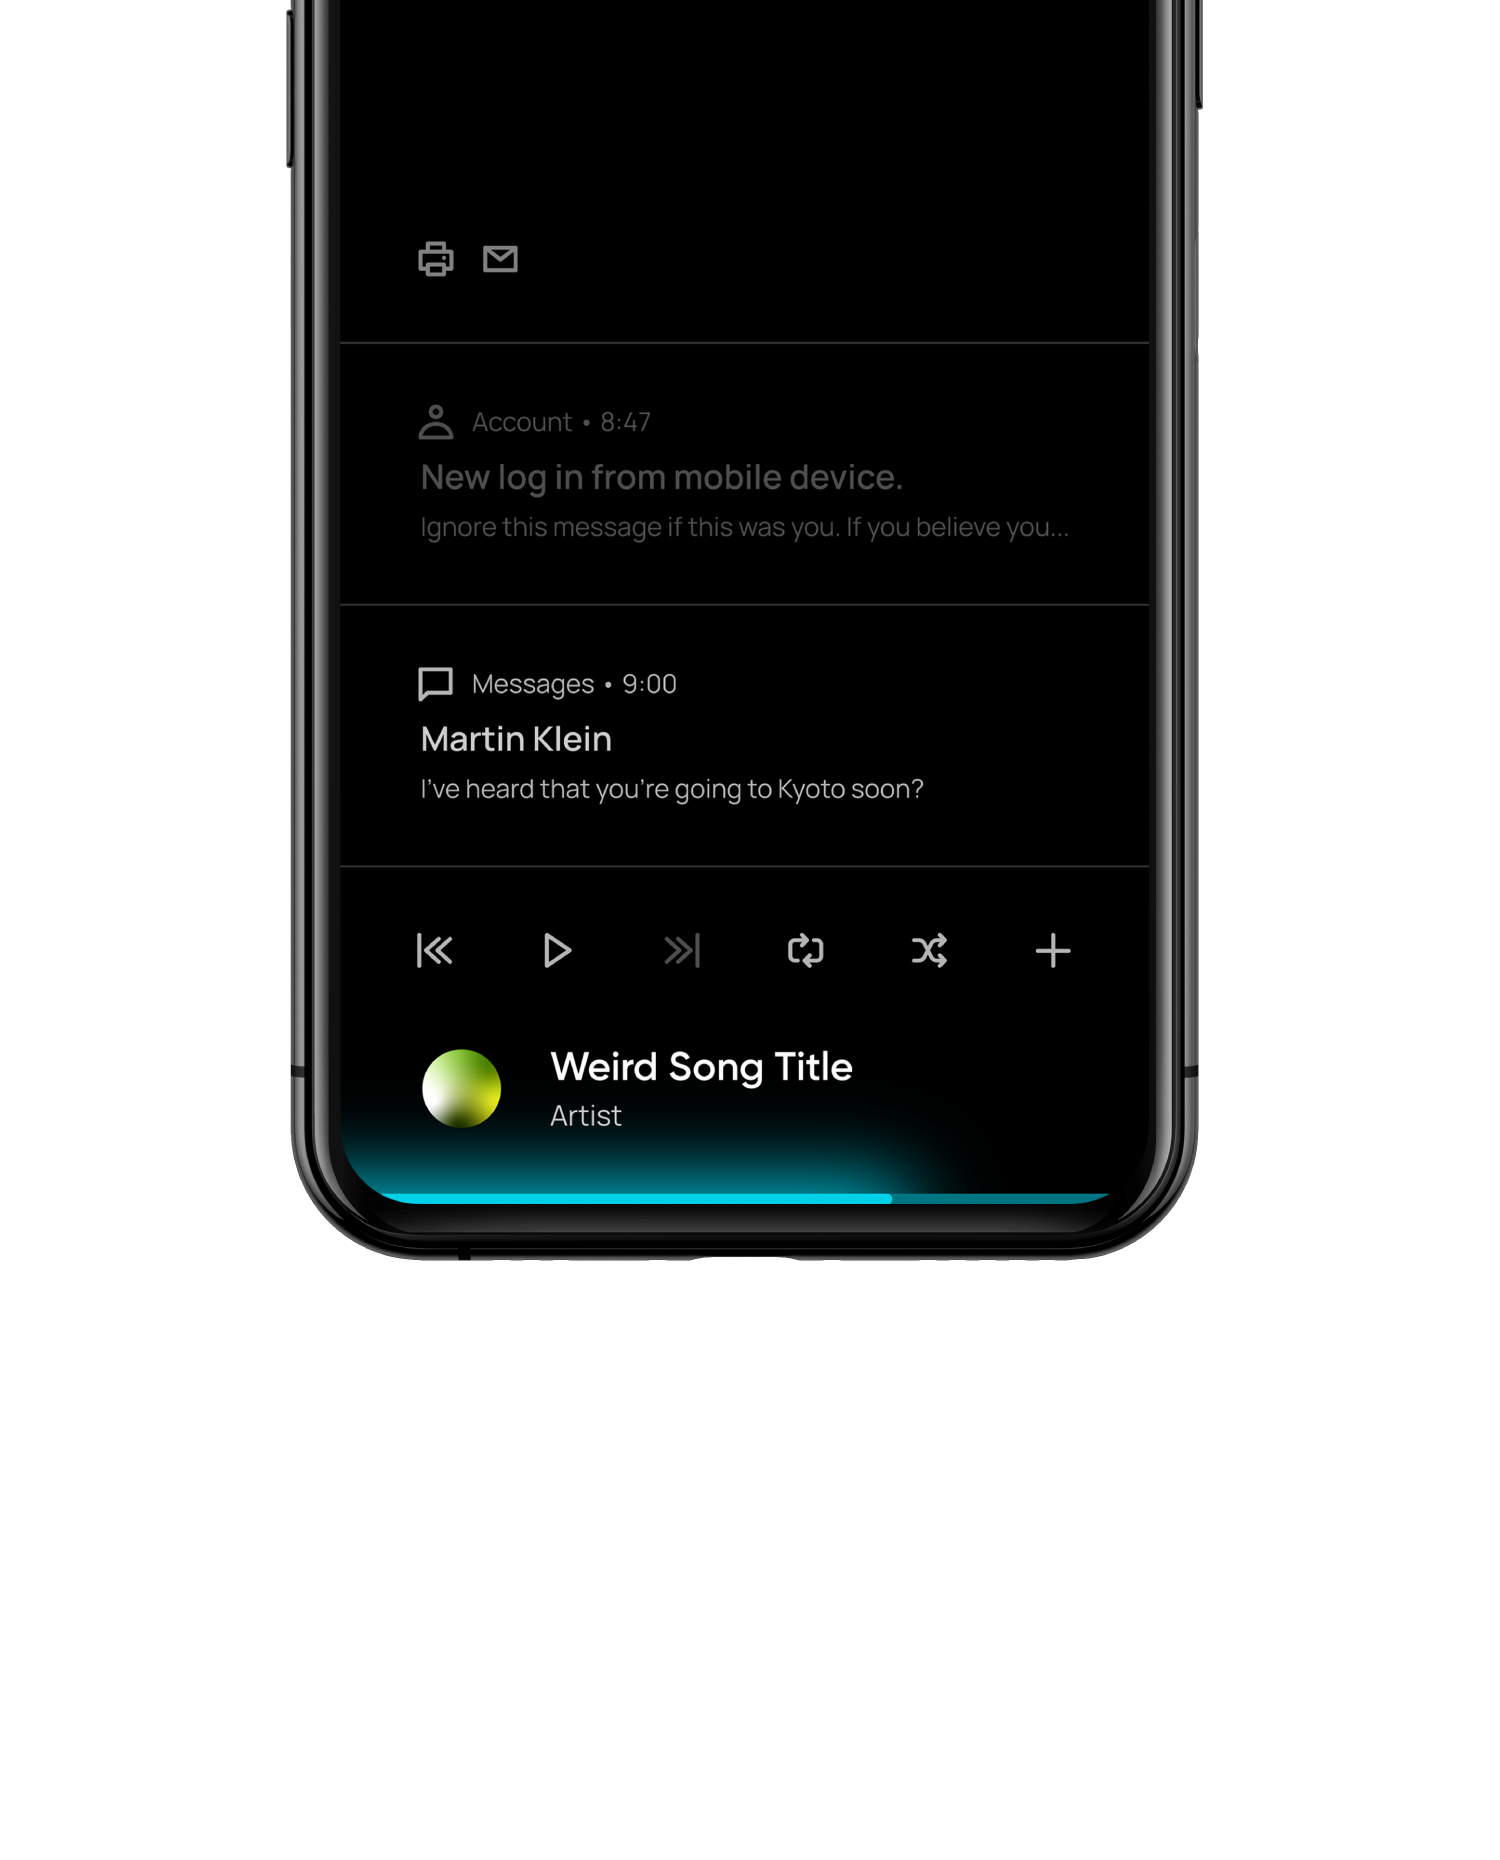 Account • 8:47
New log in from mobile device.
Ignore this message if this was you. If you believe you...
Messages • 9:00
Martin Klein
I've heard that you're going to Kyoto soon?
Weird Song Title
Artist